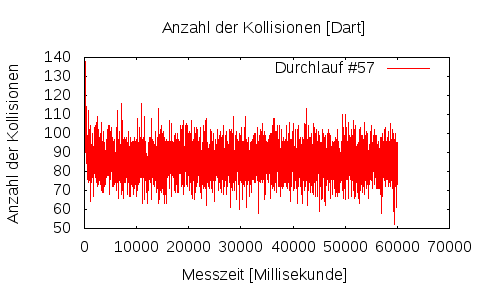 Anzahl der Kollisionen [Dart]
Durchlauf #57
Anzahl der Kollisionen
140
130
120
110
100
90
80
70
60
50
0 10000 20000 30000 40000 50000 60000 70000
Messzeit [Millisekunde]